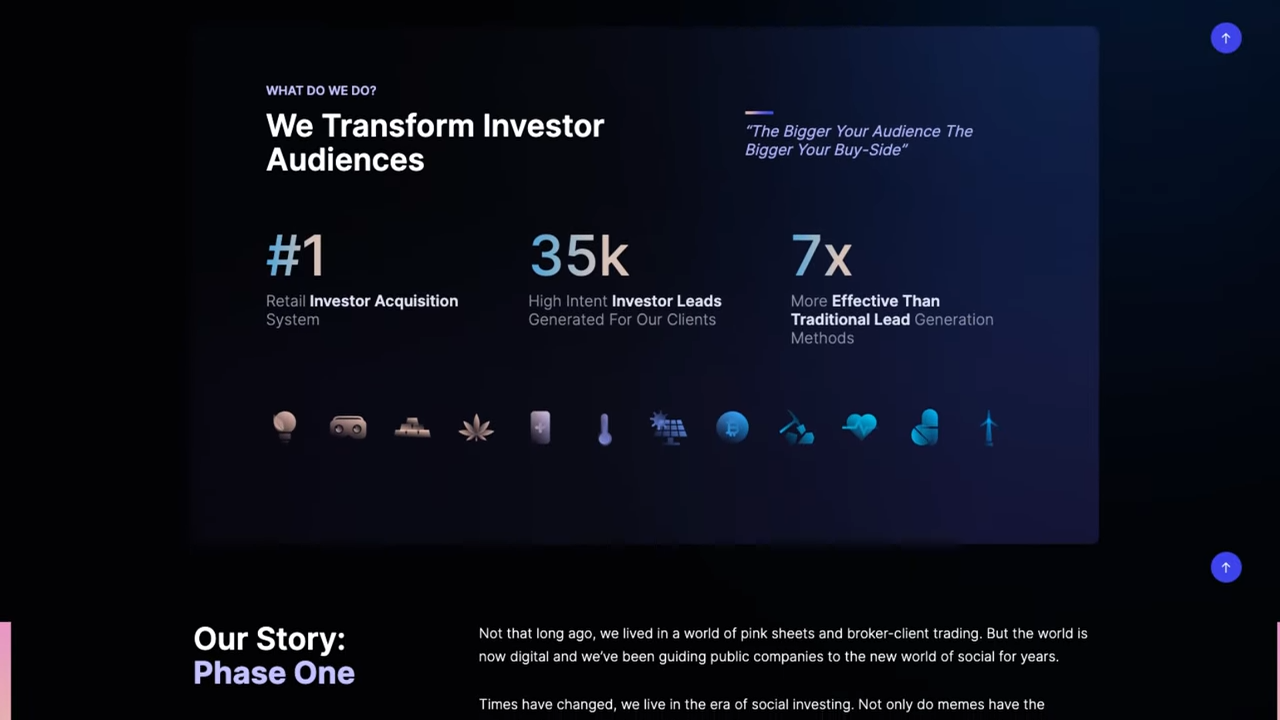 WHAT DO WE DO?
We Transform Investor
Audiences
“The Bigger Your Audience The
Bigger Your Buy-Side”
#1
Retail Investor Acquisition
System
35k
High Intent Investor Leads
Generated For Our Clients
7x
More Effective Than
Traditional Lead Generation
Methods
Our Story:
Phase One
Not that long ago, we lived in a world of pink sheets and broker-client trading. But the world is
now digital and we’ve been guiding public companies to the new world of social for years.
Times have changed, we live in the era of social investing. Not only do memes have the